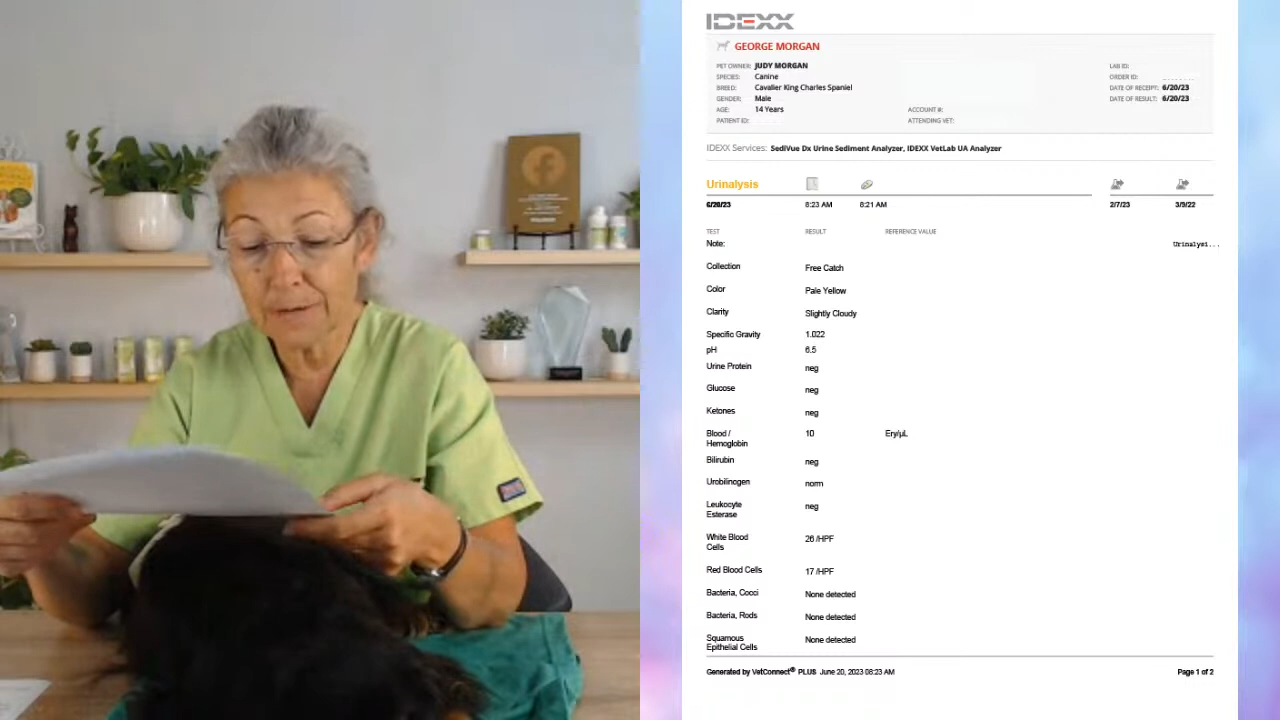 IDEXX
GEORGE MORGAN
PET OWNER: JUDY MORGAN
SPECIES: Canine
BREED: Cavalier King Charles Spaniel
GENDER: Male
AGE: 14 Years
PATIENT ID:
ACCOUNT #:
ATTENDING VET:
LAB ID:
ORDER ID:
DATE OF RECEIPT: 6/20/23
DATE OF RESULT: 6/20/23
IDEXX Services: SediVue Dx Urine Sediment Analyzer, IDEXX VetLab UA Analyzer
Urinalysis
6/20/23 8:23 AM 8:21 AM 2/7/23 3/9/22
TEST RESULT REFERENCE VALUE
Note: Urinalysi...
Collection Free Catch
Color Pale Yellow
Clarity Slightly Cloudy
Specific Gravity 1.022
pH 6.5
Urine Protein neg
Glucose neg
Ketones neg
Blood / 10 Ery/µL
Hemoglobin
Bilirubin neg
Urobilinogen norm
Leukocyte neg
Esterase
White Blood 26 /HPF
Cells
Red Blood Cells 17 /HPF
Bacteria, Cocci None detected
Bacteria, Rods None detected
Squamous None detected
Epithelial Cells
Generated by VetConnect® PLUS June 20, 2023 08:23 AM Page 1 of 2